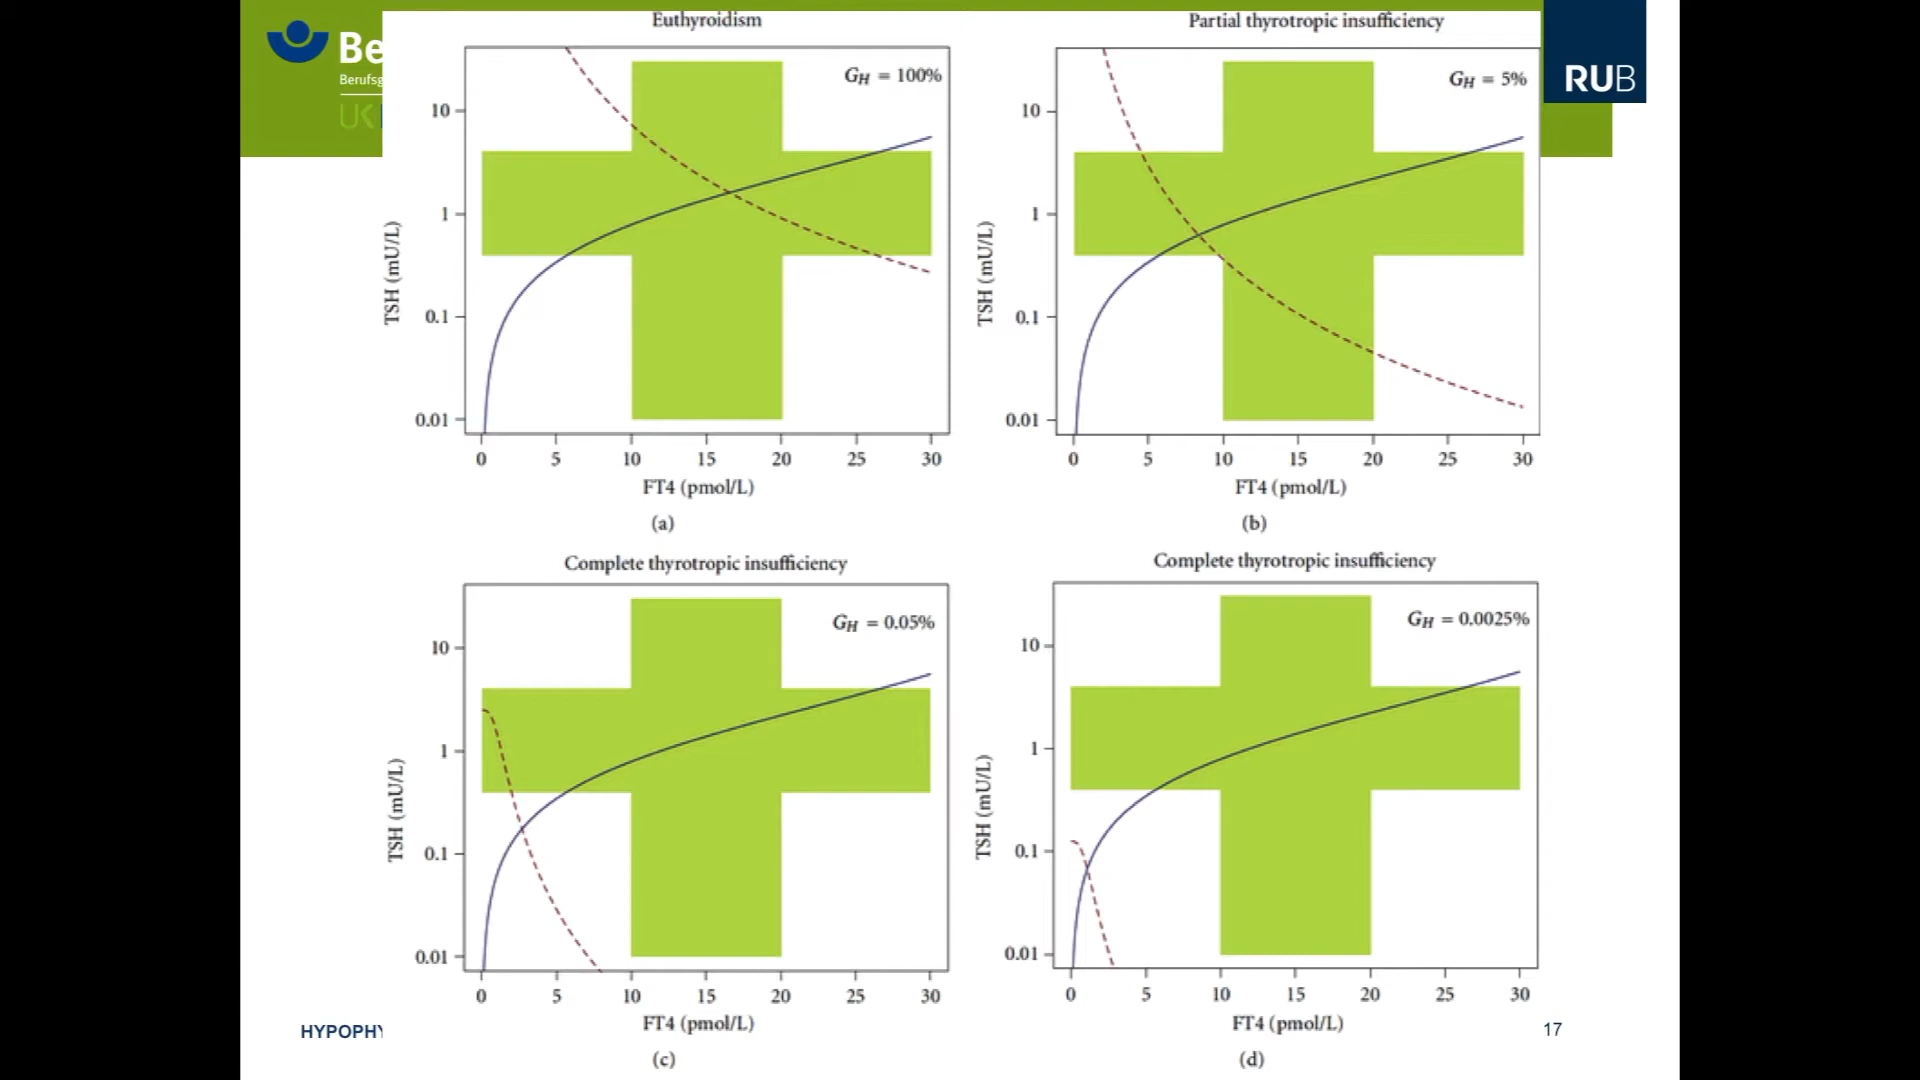 Be
Berufsg
UK
RUB
Euthyroidism
G_H = 100%
10
1
0.1
0.01
TSH (mU/L)
0 5 10 15 20 25 30
FT4 (pmol/L)
(a)
Partial thyrotropic insufficiency
G_H = 5%
10
1
0.1
0.01
TSH (mU/L)
0 5 10 15 20 25 30
FT4 (pmol/L)
(b)
Complete thyrotropic insufficiency
G_H = 0.05%
10
1
0.1
0.01
TSH (mU/L)
0 5 10 15 20 25 30
FT4 (pmol/L)
(c)
Complete thyrotropic insufficiency
G_H = 0.0025%
10
1
0.1
0.01
TSH (mU/L)
0 5 10 15 20 25 30
FT4 (pmol/L)
(d)
HYPOPHY
17